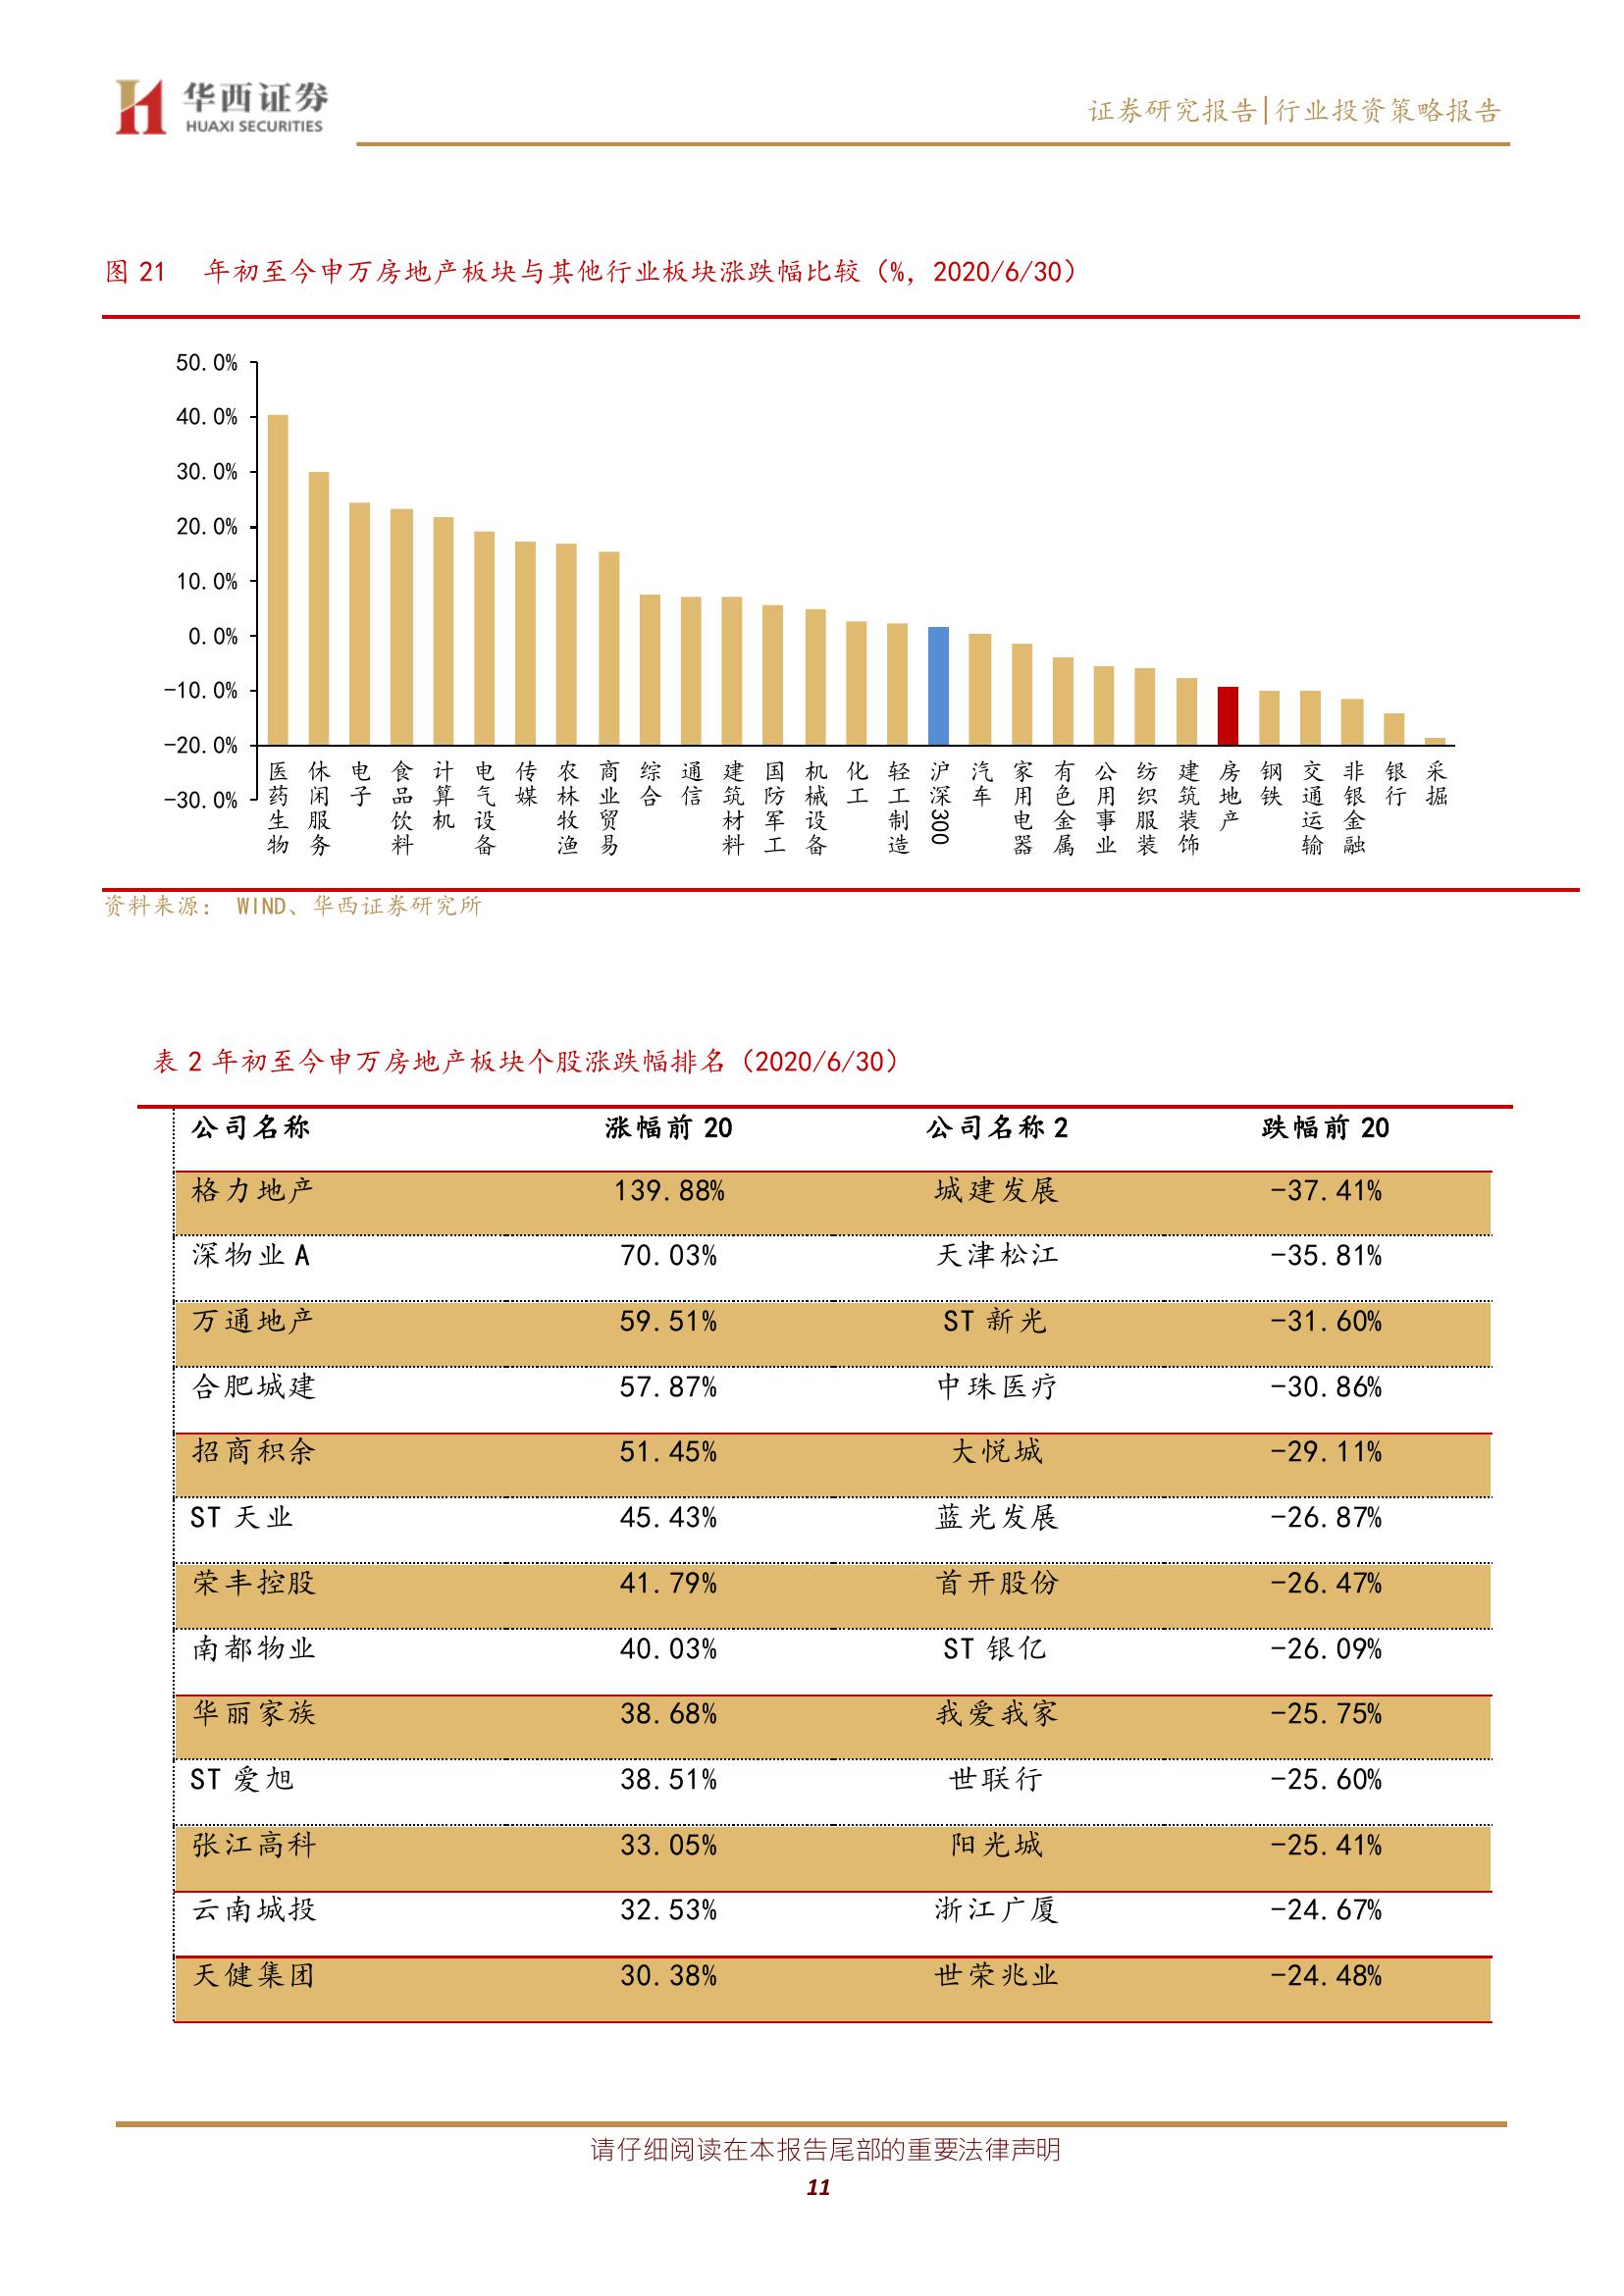 华西证券
HUAXI SECURITIES
证券研究报告|行业投资策略报告
图 21 年初至今申万房地产板块与其他行业板块涨跌幅比较（%, 2020/6/30）
50.0%
40.0%
30.0%
20.0%
10.0%
0.0%
-10.0%
-20.0%
-30.0%
医药生物
休闲服务
电子
食品饮料
计算机
电气设备
传媒
农林牧渔
商业贸易
综合
通信
建筑材料
国防军工
机械设备
化工
轻工制造
沪深300
汽车
家用电器
有色金属
公用事业
纺织服装
建筑装饰
房地产
钢铁
交通运输
非银金融
银行
采掘
资料来源： WIND、华西证券研究所
表 2 年初至今申万房地产板块个股涨跌幅排名（2020/6/30）
公司名称 涨幅前 20 公司名称 2 跌幅前 20
格力地产 139.88% 城建发展 -37.41%
深物业 A 70.03% 天津松江 -35.81%
万通地产 59.51% ST 新光 -31.60%
合肥城建 57.87% 中珠医疗 -30.86%
招商积余 51.45% 大悦城 -29.11%
ST 天业 45.43% 蓝光发展 -26.87%
荣丰控股 41.79% 首开股份 -26.47%
南都物业 40.03% ST 银亿 -26.09%
华丽家族 38.68% 我爱我家 -25.75%
ST 爱旭 38.51% 世联行 -25.60%
张江高科 33.05% 阳光城 -25.41%
云南城投 32.53% 浙江广厦 -24.67%
天健集团 30.38% 世荣兆业 -24.48%
请仔细阅读在本报告尾部的重要法律声明
11